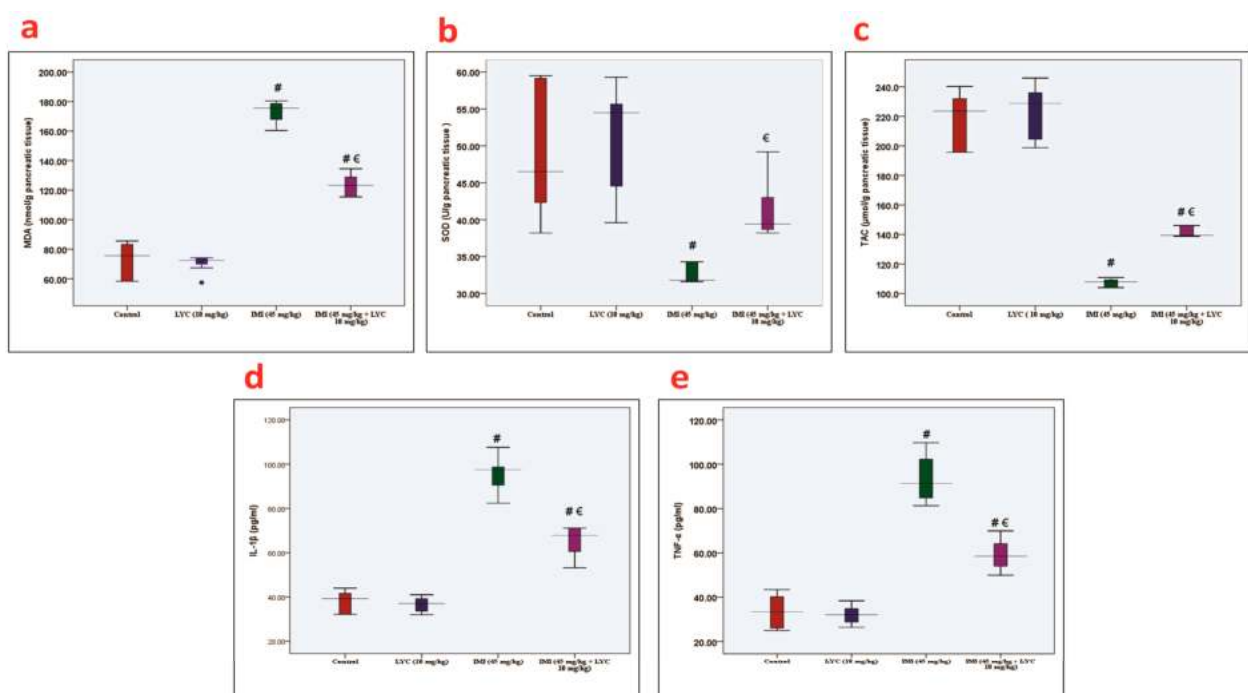 a
b
c
200.00
180.00
160.00
140.00
120.00
100.00
80.00
60.00
MDA (nmol/g pancreatic tissue)
#
# €
Control
LYC (10 mg/kg)
IMI (45 mg/kg)
IMI (45 mg/kg + LYC
10 mg/kg)
60.00
55.00
50.00
45.00
40.00
35.00
30.00
SOD (U/g pancreatic tissue )
#
€
Control
LYC (10 mg/kg)
IMI (45 mg/kg)
IMI (45 mg/kg + LYC
10 mg/kg)
240.0
220.0
200.0
180.0
160.0
140.0
120.0
100.0
TAC (µmol/g pancreatic tissue)
#
# €
Control
LYC ( 10 mg/kg)
IMI (45 mg/kg)
IMI (45 mg/kg + LYC
10 mg/kg)
d
e
120.00
100.00
80.00
60.00
40.00
20.00
IL-1β (pg/ml)
#
# €
Control
LYC (10 mg/kg)
IMI (45 mg/kg)
IMI (45 mg/kg + LYC
10 mg/kg)
120.00
100.00
80.00
60.00
40.00
20.00
(pg/ml)
#
# €
Control
LYC (10 mg/kg)
IMI (45 mg/kg)
IMI (45 mg/kg + LYC
10 mg/kg)